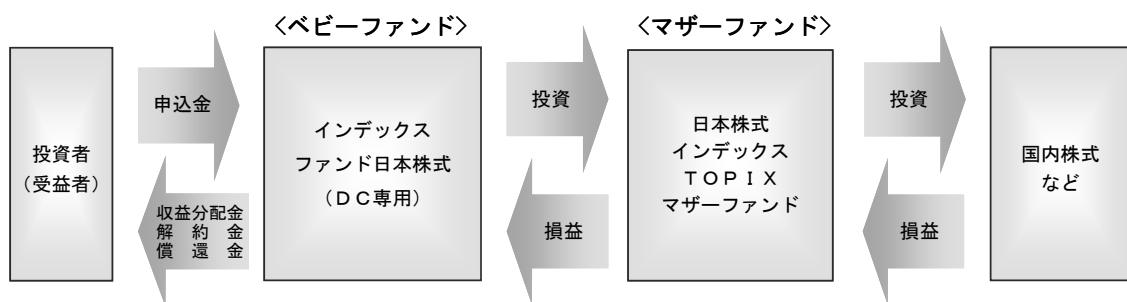 〈ベビーファンド〉
〈マザーファンド〉
投資者
（受益者）
申込金
収益分配金
解約金
償還金
インデックス
ファンド日本株式
（ＤＣ専用）
投資
損益
日本株式
インデックス
ＴＯＰＩＸ
マザーファンド
投資
損益
国内株式
など